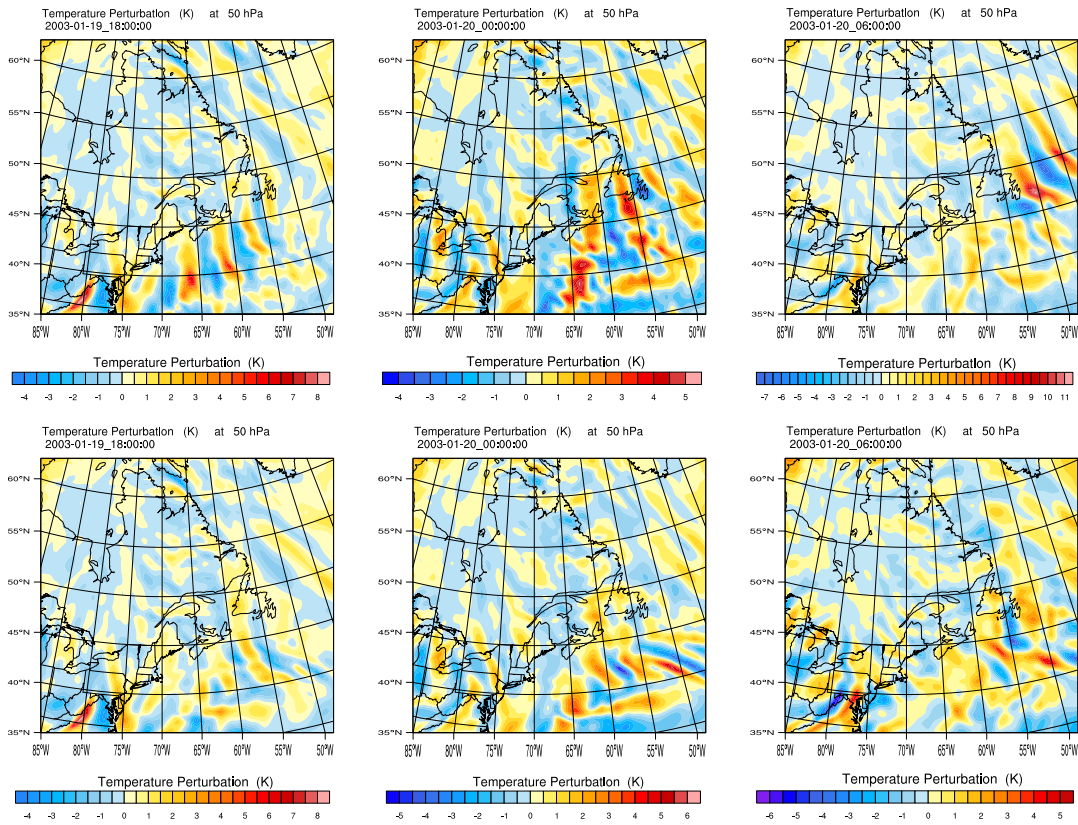 Temperature Perturbation (K) at 50 hPa
2003-01-19_18:00:00
60°N
55°N
50°N
45°N
40°N
35°N
85°W 80°W 75°W 70°W 65°W 60°W 55°W 50°W
Temperature Perturbation (K)
-4 -3 -2 -1 0 1 2 3 4 5 6 7 8
Temperature Perturbation (K) at 50 hPa
2003-01-20_00:00:00
60°N
55°N
50°N
45°N
40°N
35°N
85°W 80°W 75°W 70°W 65°W 60°W 55°W 50°W
Temperature Perturbation (K)
-4 -3 -2 -1 0 1 2 3 4 5
Temperature Perturbation (K) at 50 hPa
2003-01-20_06:00:00
60°N
55°N
50°N
45°N
40°N
35°N
85°W 80°W 75°W 70°W 65°W 60°W 55°W 50°W
Temperature Perturbation (K)
-7 -6 -5 -4 -3 -2 -1 0 1 2 3 4 5 6 7 8 9 10 11
Temperature Perturbation (K) at 50 hPa
2003-01-19_18:00:00
60°N
55°N
50°N
45°N
40°N
35°N
85°W 80°W 75°W 70°W 65°W 60°W 55°W 50°W
Temperature Perturbation (K)
-4 -3 -2 -1 0 1 2 3 4 5 6 7 8
Temperature Perturbation (K) at 50 hPa
2003-01-20_00:00:00
60°N
55°N
50°N
45°N
40°N
35°N
85°W 80°W 75°W 70°W 65°W 60°W 55°W 50°W
Temperature Perturbation (K)
-5 -4 -3 -2 -1 0 1 2 3 4 5 6
Temperature Perturbation (K) at 50 hPa
2003-01-20_06:00:00
60°N
55°N
50°N
45°N
40°N
35°N
85°W 80°W 75°W 70°W 65°W 60°W 55°W 50°W
Temperature Perturbation (K)
-6 -5 -4 -3 -2 -1 0 1 2 3 4 5